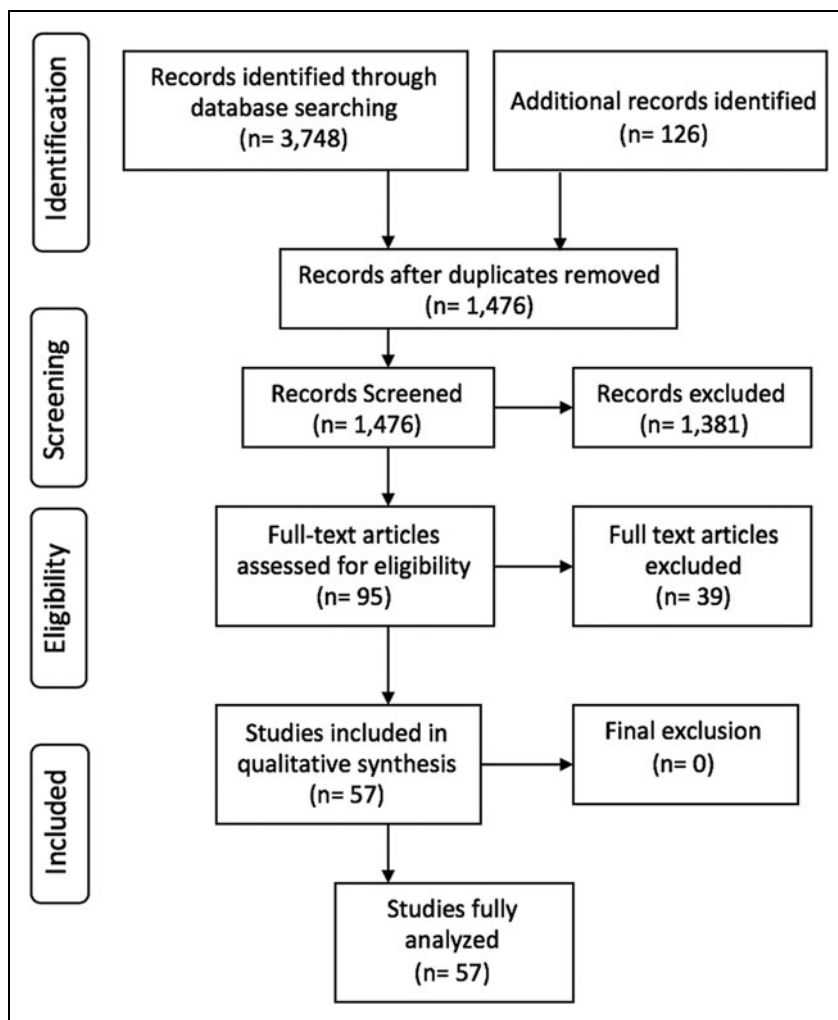 Identification
Records identified through
database searching
(n= 3,748)
Additional records identified
(n= 126)
Records after duplicates removed
(n= 1,476)
Screening
Records Screened
(n= 1,476)
Records excluded
(n= 1,381)
Eligibility
Full-text articles
assessed for eligibility
(n= 95)
Full text articles
excluded
(n= 39)
Included
Studies included in
qualitative synthesis
(n= 57)
Final exclusion
(n= 0)
Studies fully
analyzed
(n= 57)